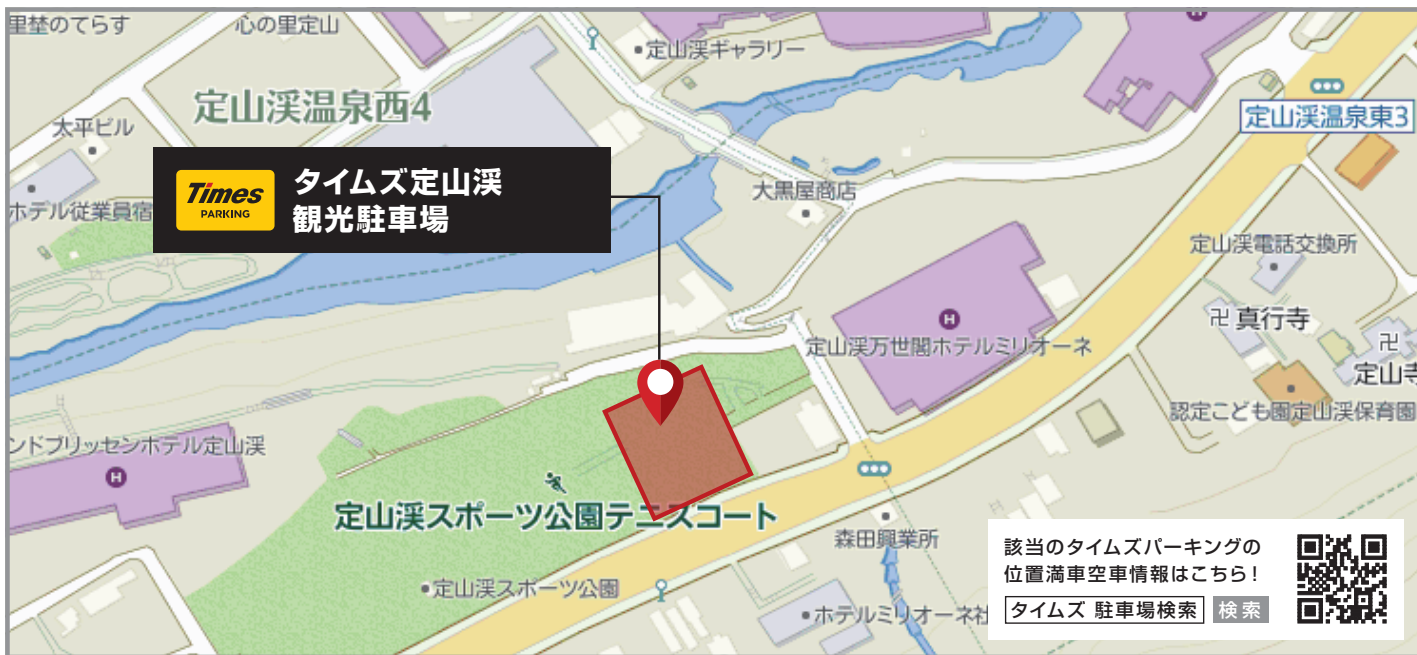 里埜のてらす
心の里定山
定山渓ギャラリー
定山渓温泉西4
定山渓温泉東3
太平ビル
Times
PARKING
タイムズ定山渓
観光駐車場
大黒屋商店
ホテル従業員宿
定山渓電話交換所
卍 真行寺
卍
定山寺
H
定山渓万世閣ホテルミリオーネ
認定こども園定山渓保育園
ンドブリッセンホテル定山渓
H
定山渓スポーツ公園テニスコート
森田興業所
定山渓スポーツ公園
ホテルミリオーネ社
該当のタイムズパーキングの
位置満車空車情報はこちら！
タイムズ 駐車場検索 検索